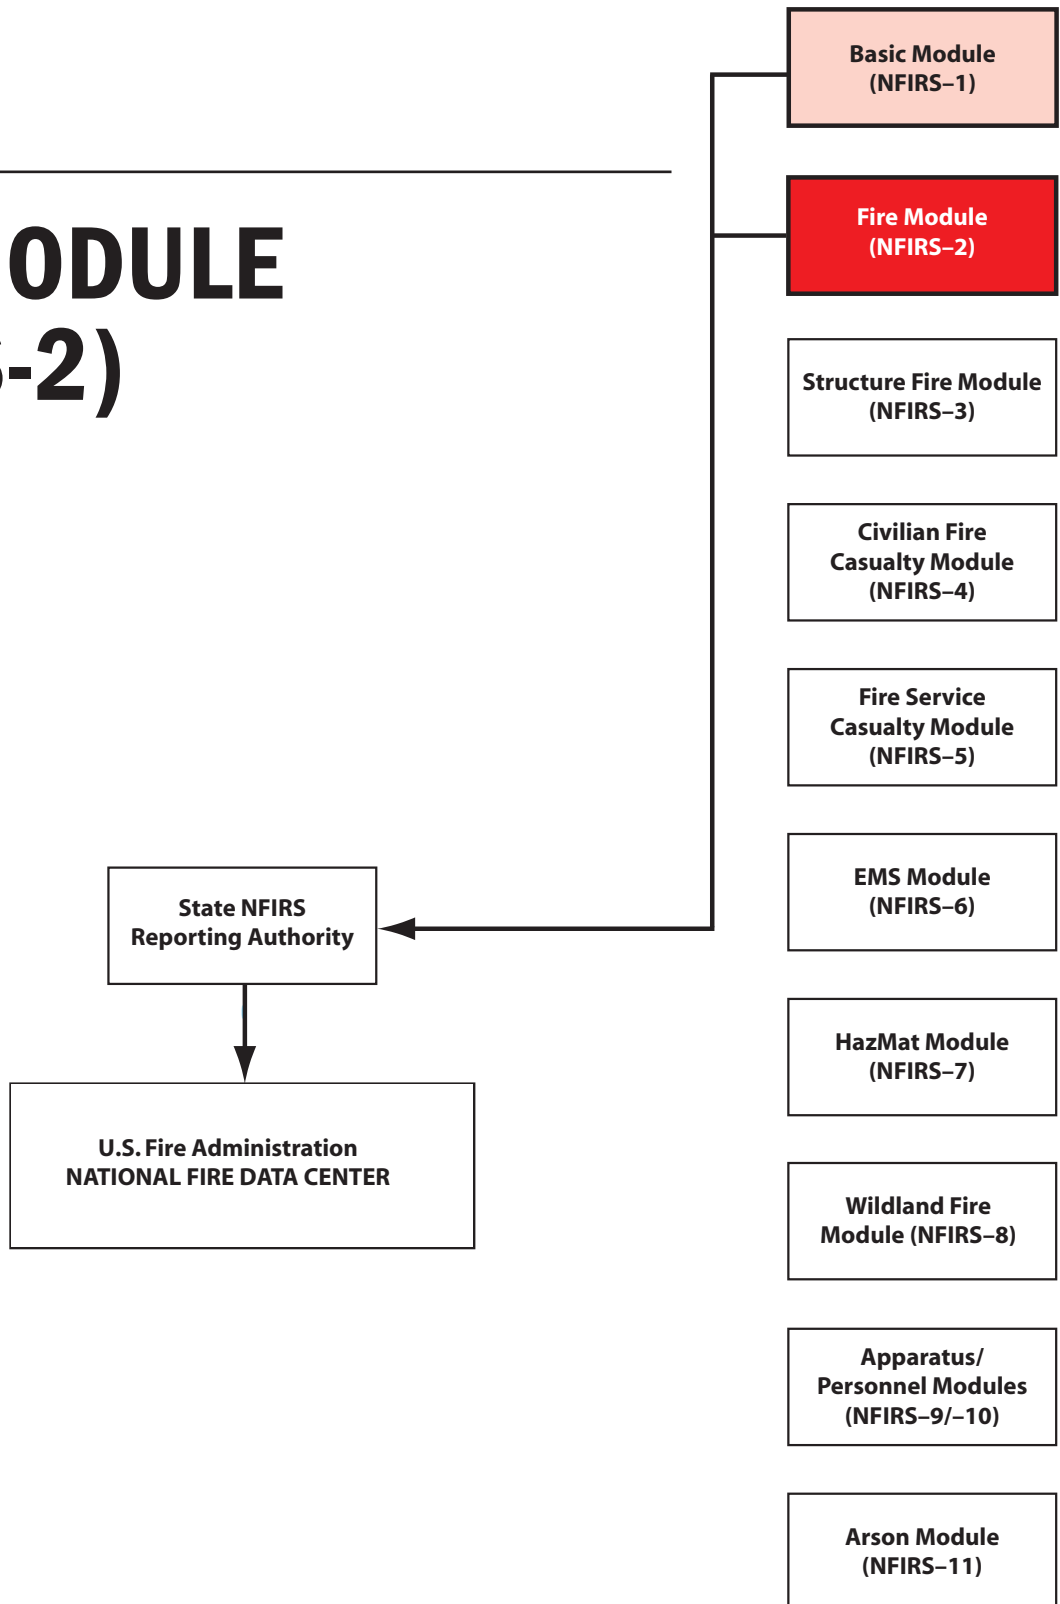 ODULE
-2)
Basic Module
(NFIRS–1)
Fire Module
(NFIRS–2)
Structure Fire Module
(NFIRS–3)
Civilian Fire
Casualty Module
(NFIRS–4)
Fire Service
Casualty Module
(NFIRS–5)
EMS Module
(NFIRS–6)
HazMat Module
(NFIRS–7)
Wildland Fire
Module (NFIRS–8)
Apparatus/
Personnel Modules
(NFIRS–9/–10)
Arson Module
(NFIRS–11)
State NFIRS
Reporting Authority
U.S. Fire Administration
NATIONAL FIRE DATA CENTER